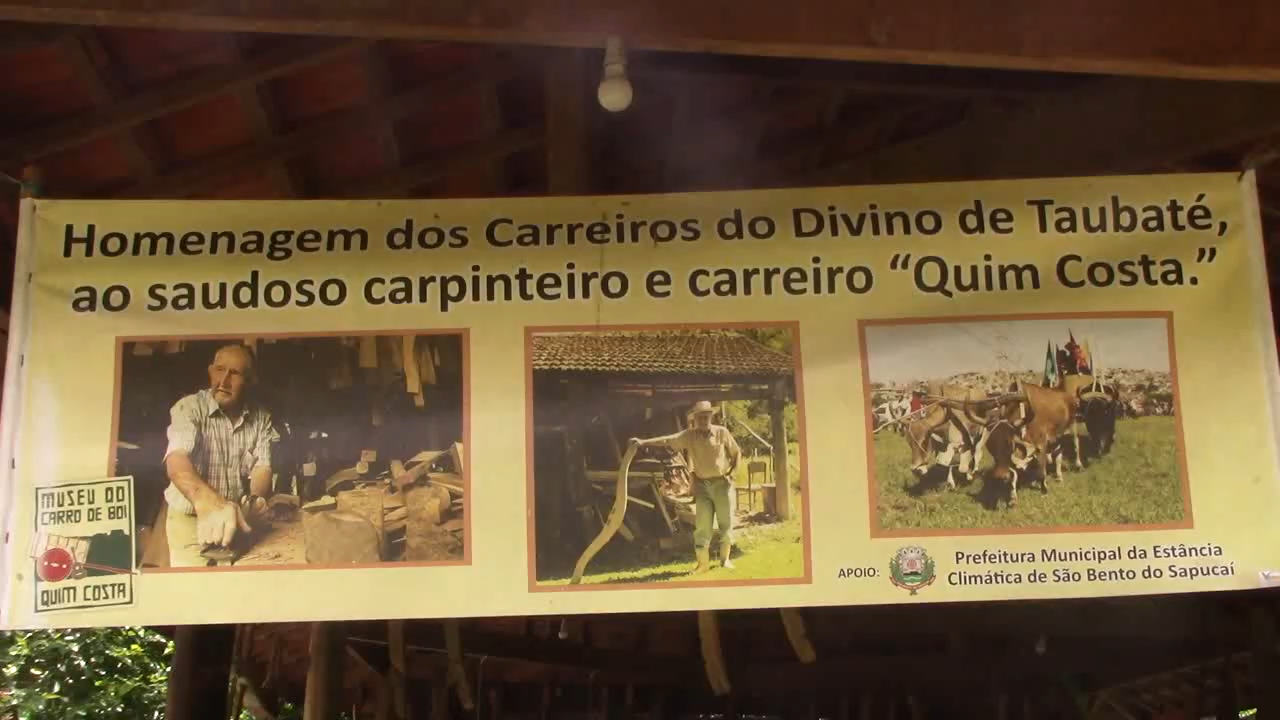 Homenagem dos Carreiros do Divino de Taubaté,
ao saudoso carpinteiro e carreiro “Quim Costa.”
MUSEU DO
CARRO DE BOI
QUIM COSTA
APOIO:
Prefeitura Municipal da Estância
Climática de São Bento do Sapucaí